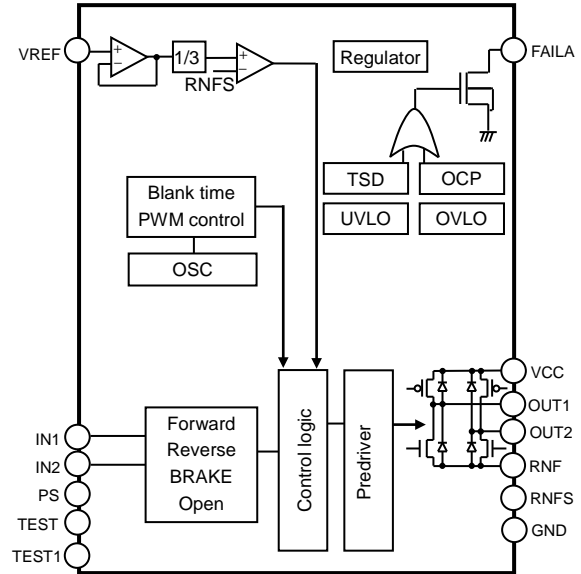 VREF
+
−
1/3
+
−
RNFS
Regulator
FAILA
TSD
OCP
UVLO
OVLO
Blank time
PWM control
OSC
Forward
Reverse
BRAKE
Open
Control logic
Predriver
IN1
IN2
PS
TEST
TEST1
VCC
OUT1
OUT2
RNF
RNFS
GND